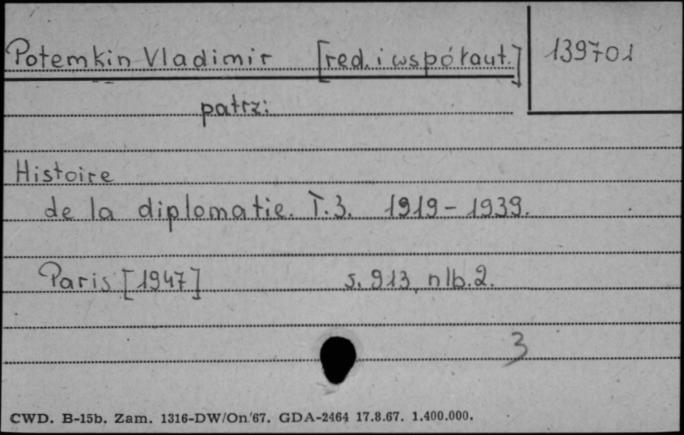 Potemkin Vladimir [red. i współaut.] 139701
patrz:
Histoire
de la diplomatie. T.3. 1919-1939.
Paris [1947] s. 913, nlb. 2.
3
CWD. B-15b. Zam. 1316-DW/On/67. GDA-2464 17.8.67. 1.400.000.